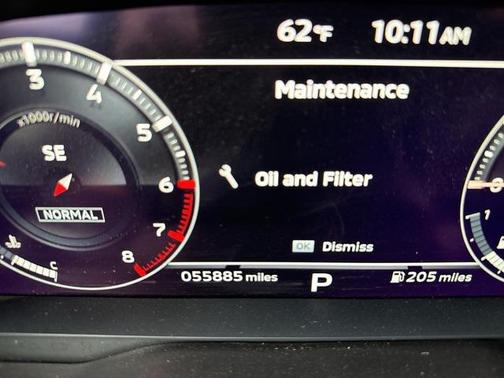 62°F 10:11AM
Maintenance
3
4
x1000r/min
5
SE
6
Oil and Filter
NORMAL
7
1
OK Dismiss
8
C
055885 miles P 205 miles